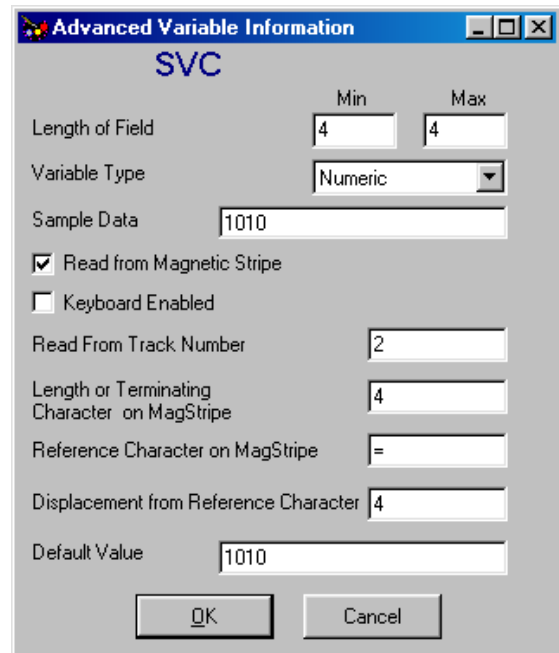 Advanced Variable Information
SVC
Min Max
Length of Field 4 4
Variable Type Numeric
Sample Data 1010
Read from Magnetic Stripe
Keyboard Enabled
Read From Track Number 2
Length or Terminating
Character on MagStripe 4
Reference Character on MagStripe =
Displacement from Reference Character 4
Default Value 1010
OK Cancel